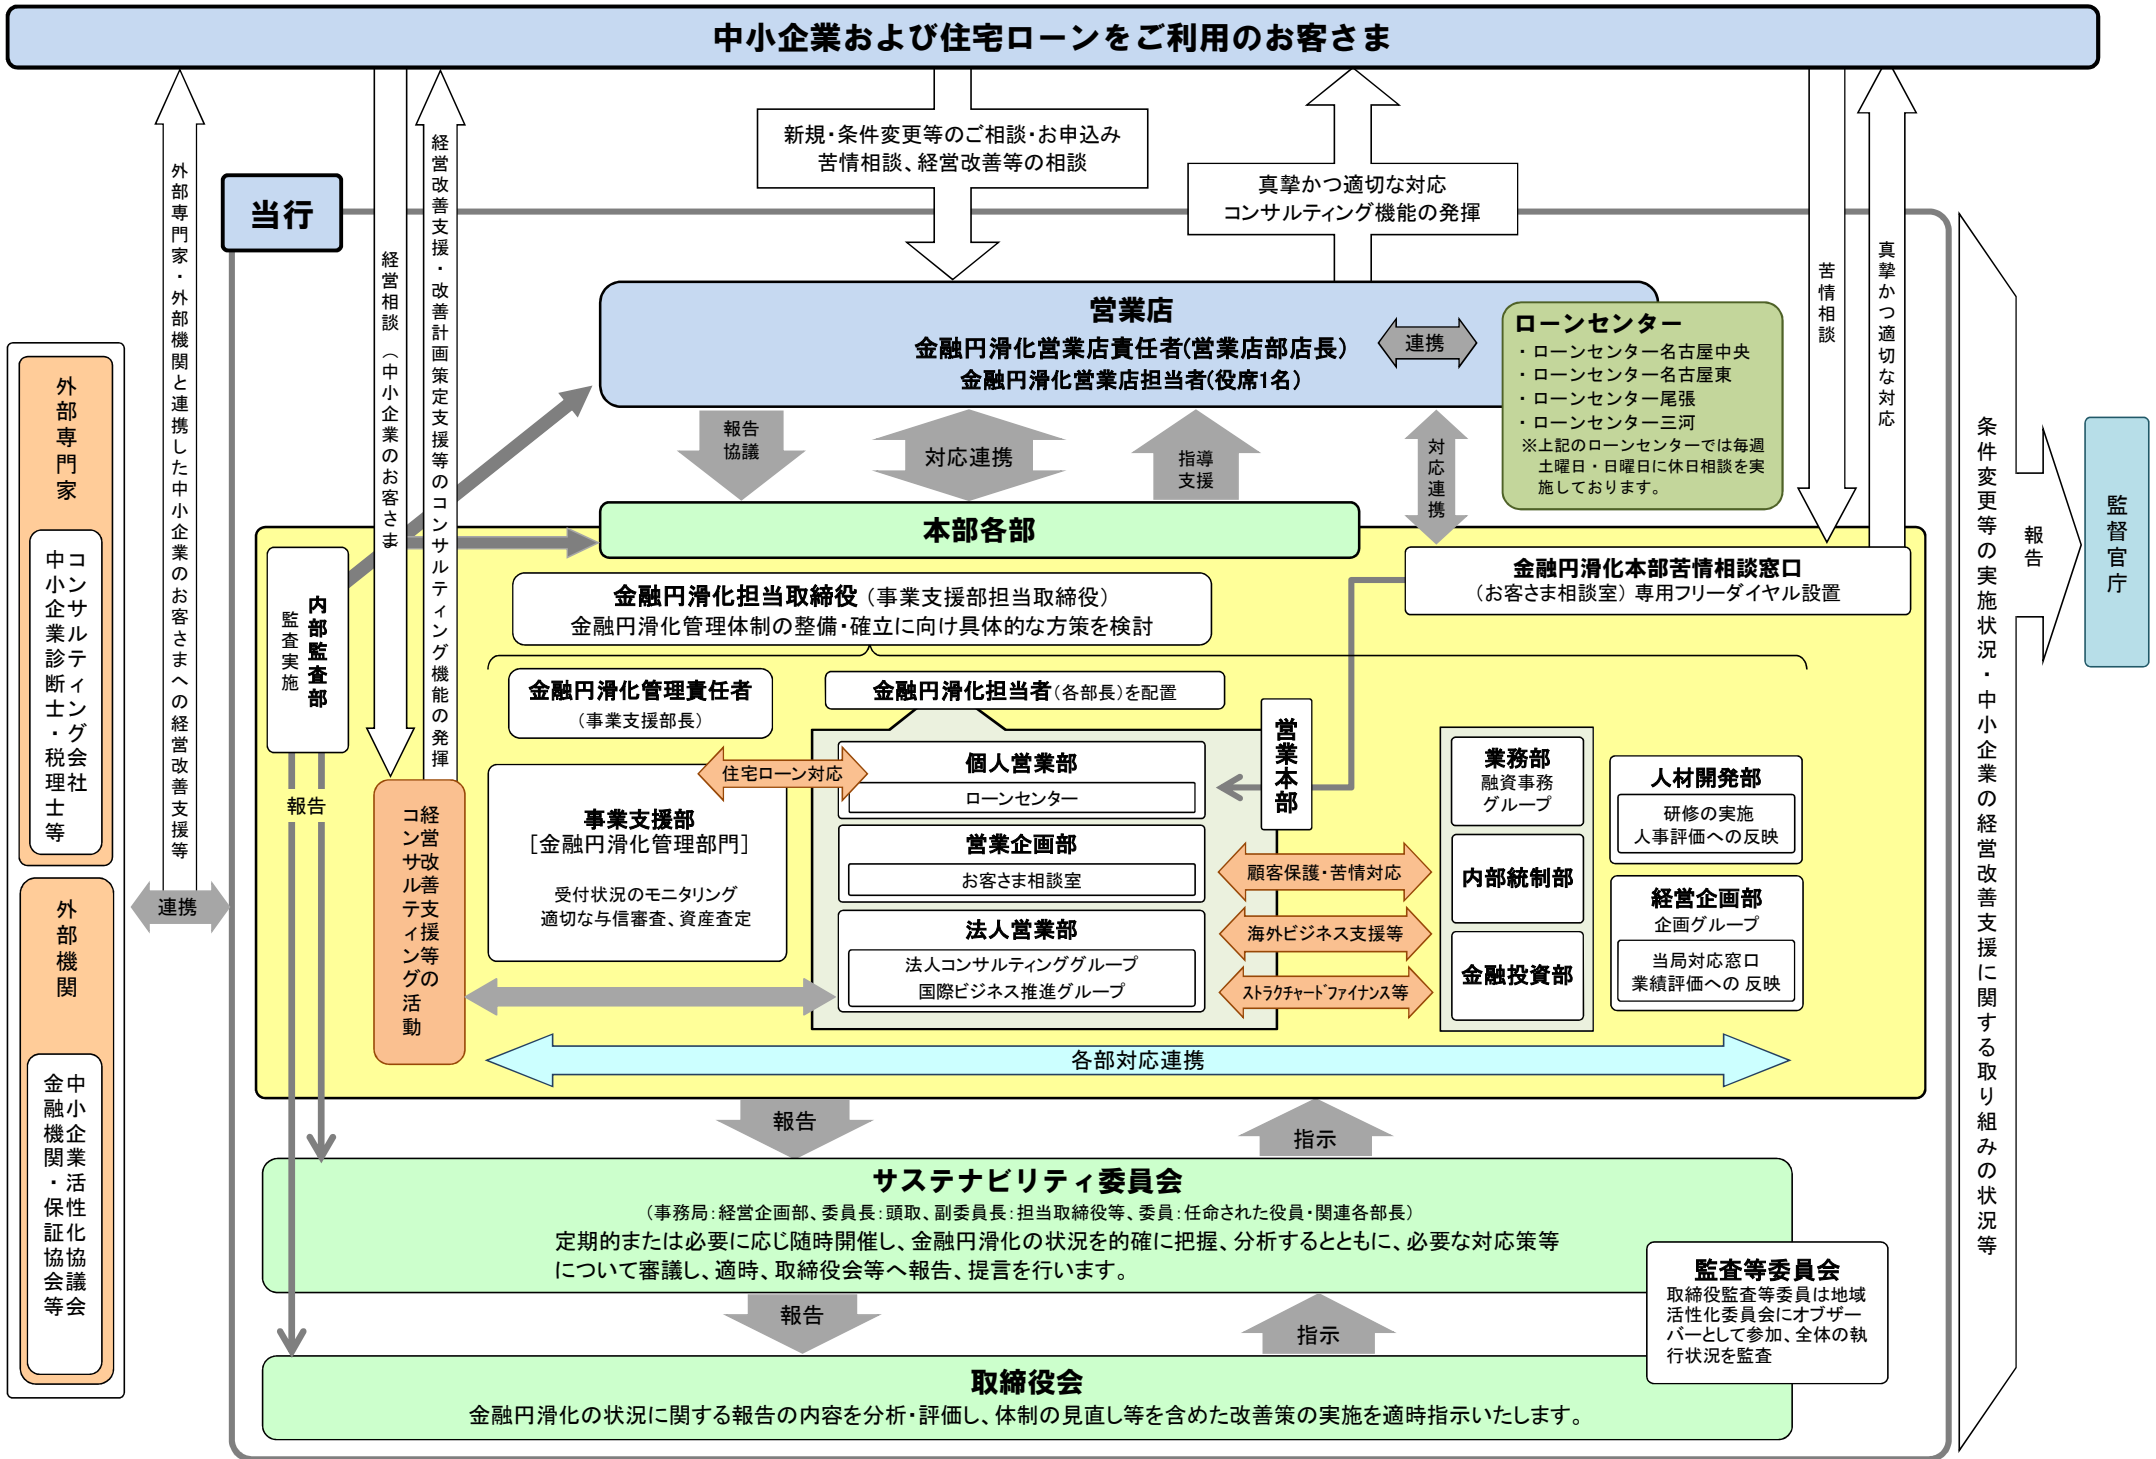 中小企業および住宅ローンをご利用のお客さま
新規・条件変更等のご相談・お申込み
苦情相談、経営改善等の相談
真摯かつ適切な対応
コンサルティング機能の発揮
当行
外部専門家・外部機関と連携した中小企業のお客さまへの経営改善支援等
経営相談（中小企業のお客さま
経営改善支援・改善計画策定支援等のコンサルティング機能の発揮
苦情相談
真摯かつ適切な対応
営業店
金融円滑化営業店責任者(営業店部店長)
金融円滑化営業店担当者(役席1名)
連携
ローンセンター
・ローンセンター名古屋中央
・ローンセンター名古屋東
・ローンセンター尾張
・ローンセンター三河
※上記のローンセンターでは毎週
土曜日・日曜日に休日相談を実
施しております。
外部専門家
コンサルティング会社
中小企業診断士・税理士等
外部機関
中小企業活性化協議会
金融機関・保証協会等
連携
報告
協議
対応連携
指導
支援
対応連携
本部各部
金融円滑化本部苦情相談窓口
（お客さま相談室）専用フリーダイヤル設置
内部監査部
監査実施
報告
金融円滑化担当取締役（事業支援部担当取締役）
金融円滑化管理体制の整備・確立に向け具体的な方策を検討
金融円滑化管理責任者
（事業支援部長）
金融円滑化担当者（各部長）を配置
営業本部
住宅ローン対応
事業支援部
［金融円滑化管理部門］
受付状況のモニタリング
適切な与信審査、資産査定
経営改善支援等の
コンサルティング活動
個人営業部
ローンセンター
営業企画部
お客さま相談室
法人営業部
法人コンサルティンググループ
国際ビジネス推進グループ
顧客保護・苦情対応
海外ビジネス支援等
ストラクチャードファイナンス等
業務部
融資事務
グループ
内部統制部
金融投資部
人材開発部
研修の実施
人事評価への反映
経営企画部
企画グループ
当局対応窓口
業績評価への 反映
各部対応連携
報告
指示
サステナビリティ委員会
（事務局：経営企画部、委員長：頭取、副委員長：担当取締役等、委員：任命された役員・関連各部長）
定期的または必要に応じ随時開催し、金融円滑化の状況を的確に把握、分析するとともに、必要な対応策等
について審議し、適時、取締役会等へ報告、提言を行います。
報告
指示
監査等委員会
取締役監査等委員は地域
活性化委員会にオブザー
バーとして参加、全体の執
行状況を監査
取締役会
金融円滑化の状況に関する報告の内容を分析・評価し、体制の見直し等を含めた改善策の実施を適時指示いたします。
条件変更等の実施状況・中小企業の経営改善支援に関する取り組みの状況等
報告
監督官庁